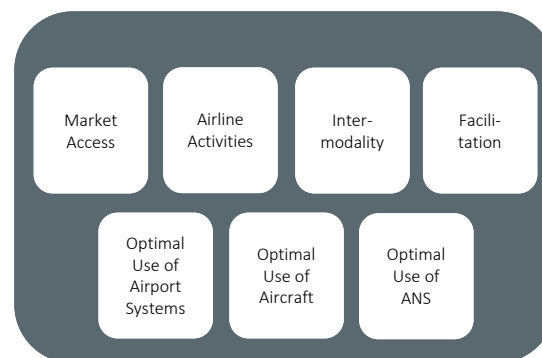 Market
Access
Airline
Activities
Inter-
modality
Facili-
tation
Optimal
Use of
Airport
Systems
Optimal
Use of
Aircraft
Optimal
Use of
ANS